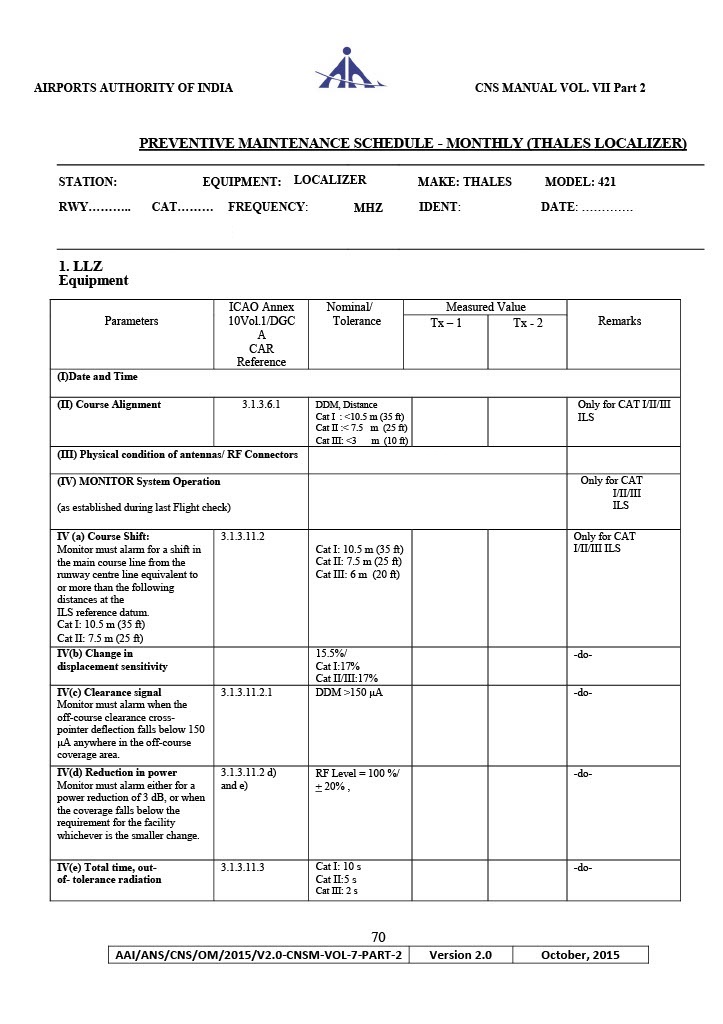 AIRPORTS AUTHORITY OF INDIA
CNS MANUAL VOL. VII Part 2
PREVENTIVE MAINTENANCE SCHEDULE - MONTHLY (THALES LOCALIZER)
STATION: EQUIPMENT: LOCALIZER MAKE: THALES MODEL: 421
RWY……….. CAT……… FREQUENCY: MHZ IDENT: DATE: ………….
1. LLZ
Equipment
Parameters
ICAO Annex
10Vol.1/DGC
A
CAR
Reference
Nominal/
Tolerance
Measured Value
Tx – 1
Tx - 2
Remarks
(I)Date and Time
(II) Course Alignment
3.1.3.6.1
DDM, Distance
Cat I : <10.5 m (35 ft)
Cat II :< 7.5 m (25 ft)
Cat III: <3 m (10 ft)
Only for CAT I/II/III
ILS
(III) Physical condition of antennas/ RF Connectors
(IV) MONITOR System Operation
(as established during last Flight check)
Only for CAT
I/II/III
ILS
IV (a) Course Shift:
Monitor must alarm for a shift in
the main course line from the
runway centre line equivalent to
or more than the following
distances at the
ILS reference datum.
Cat I: 10.5 m (35 ft)
Cat II: 7.5 m (25 ft)
3.1.3.11.2
Cat I: 10.5 m (35 ft)
Cat II: 7.5 m (25 ft)
Cat III: 6 m (20 ft)
Only for CAT
I/II/III ILS
IV(b) Change in
displacement sensitivity
15.5%/
Cat I:17%
Cat II/III:17%
-do-
IV(c) Clearance signal
Monitor must alarm when the
off-course clearance cross-
pointer deflection falls below 150
µA anywhere in the off-course
coverage area.
3.1.3.11.2.1
DDM >150 µA
-do-
IV(d) Reduction in power
Monitor must alarm either for a
power reduction of 3 dB, or when
the coverage falls below the
requirement for the facility
whichever is the smaller change.
3.1.3.11.2 d)
and e)
RF Level = 100 %/
± 20% ,
-do-
IV(e) Total time, out-
of- tolerance radiation
3.1.3.11.3
Cat I: 10 s
Cat II:5 s
Cat III: 2 s
-do-
70
AAI/ANS/CNS/OM/2015/V2.0-CNSM-VOL-7-PART-2 Version 2.0 October, 2015